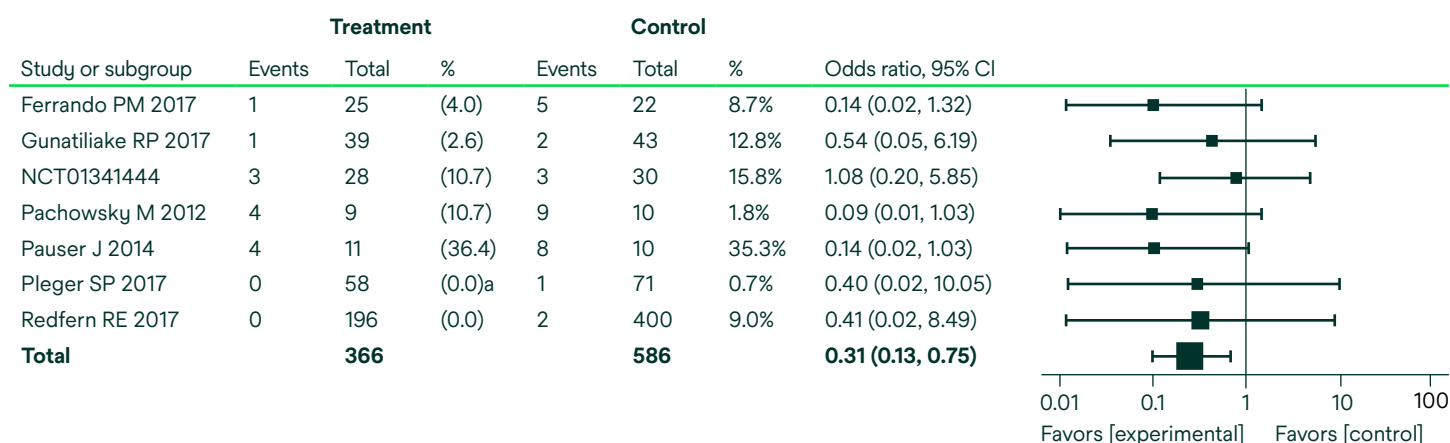 Treatment Control
Study or subgroup Events Total % Events Total % Odds ratio, 95% CI
Ferrando PM 2017 1 25 (4.0) 5 22 8.7% 0.14 (0.02, 1.32)
Gunatiliake RP 2017 1 39 (2.6) 2 43 12.8% 0.54 (0.05, 6.19)
NCT01341444 3 28 (10.7) 3 30 15.8% 1.08 (0.20, 5.85)
Pachowsky M 2012 4 9 (10.7) 9 10 1.8% 0.09 (0.01, 1.03)
Pauser J 2014 4 11 (36.4) 8 10 35.3% 0.14 (0.02, 1.03)
Pleger SP 2017 0 58 (0.0)a 1 71 0.7% 0.40 (0.02, 10.05)
Redfern RE 2017 0 196 (0.0) 2 400 9.0% 0.41 (0.02, 8.49)
Total 366 586 0.31 (0.13, 0.75)
0.01 0.1 1 10 100
Favors [experimental] Favors [control]